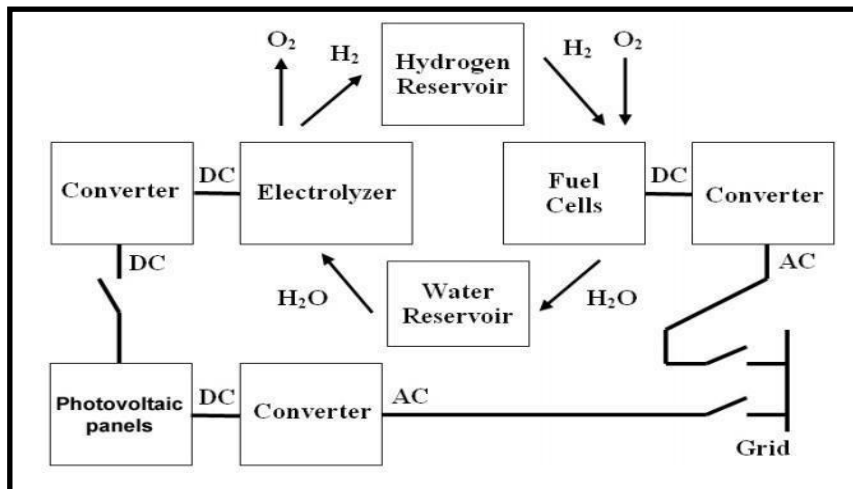 O₂
H₂
Hydrogen
Reservoir
H₂
O₂
Converter
DC
Electrolyzer
Fuel
Cells
DC
Converter
DC
H₂O
Water
Reservoir
H₂O
AC
Photovoltaic
panels
DC
Converter
AC
Grid